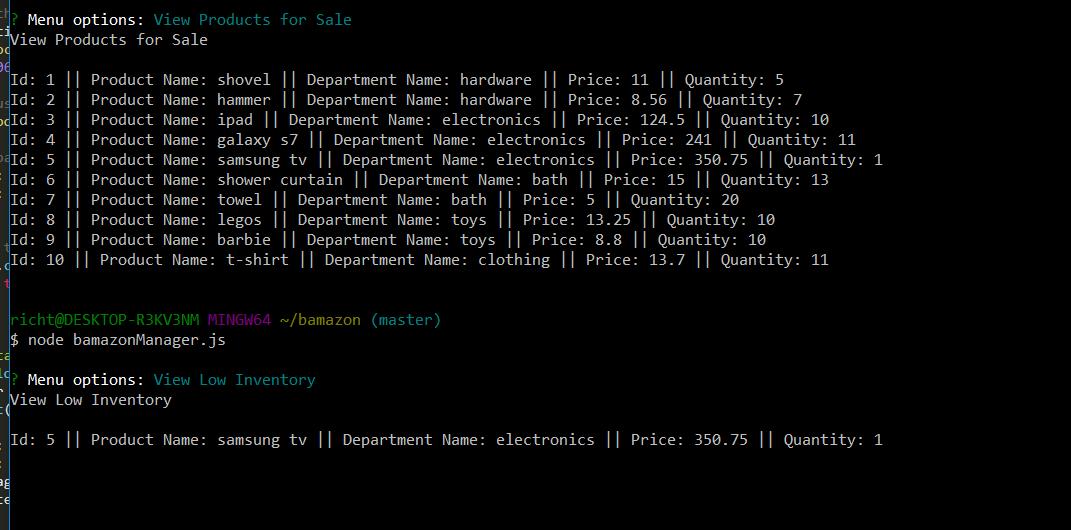 ? Menu options: View Products for Sale
View Products for Sale
Id: 1 || Product Name: shovel || Department Name: hardware || Price: 11 || Quantity: 5
Id: 2 || Product Name: hammer || Department Name: hardware || Price: 8.56 || Quantity: 7
Id: 3 || Product Name: ipad || Department Name: electronics || Price: 124.5 || Quantity: 10
Id: 4 || Product Name: galaxy s7 || Department Name: electronics || Price: 241 || Quantity: 11
Id: 5 || Product Name: samsung tv || Department Name: electronics || Price: 350.75 || Quantity: 1
Id: 6 || Product Name: shower curtain || Department Name: bath || Price: 15 || Quantity: 13
Id: 7 || Product Name: towel || Department Name: bath || Price: 5 || Quantity: 20
Id: 8 || Product Name: legos || Department Name: toys || Price: 13.25 || Quantity: 10
Id: 9 || Product Name: barbie || Department Name: toys || Price: 8.8 || Quantity: 10
Id: 10 || Product Name: t-shirt || Department Name: clothing || Price: 13.7 || Quantity: 11
richt@DESKTOP-R3KV3NM MINGW64 ~/bamazon (master)
$ node bamazonManager.js
? Menu options: View Low Inventory
View Low Inventory
Id: 5 || Product Name: samsung tv || Department Name: electronics || Price: 350.75 || Quantity: 1